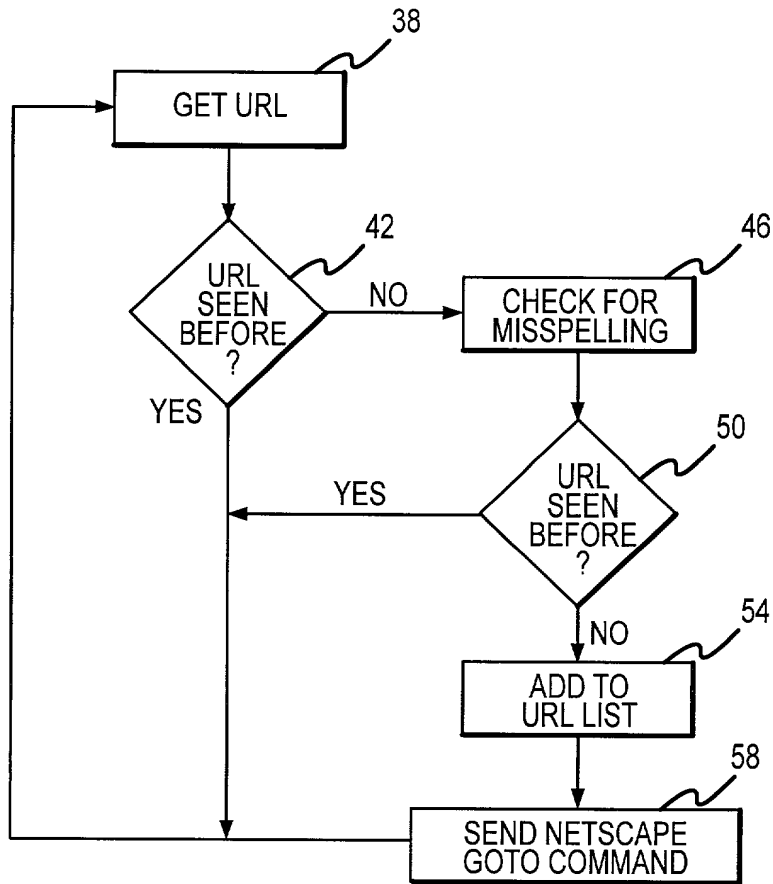 38
GET URL
42
URL
SEEN
BEFORE
?
NO
YES
46
CHECK FOR
MISSPELLING
50
URL
SEEN
BEFORE
?
YES
NO
54
ADD TO
URL LIST
58
SEND NETSCAPE
GOTO COMMAND